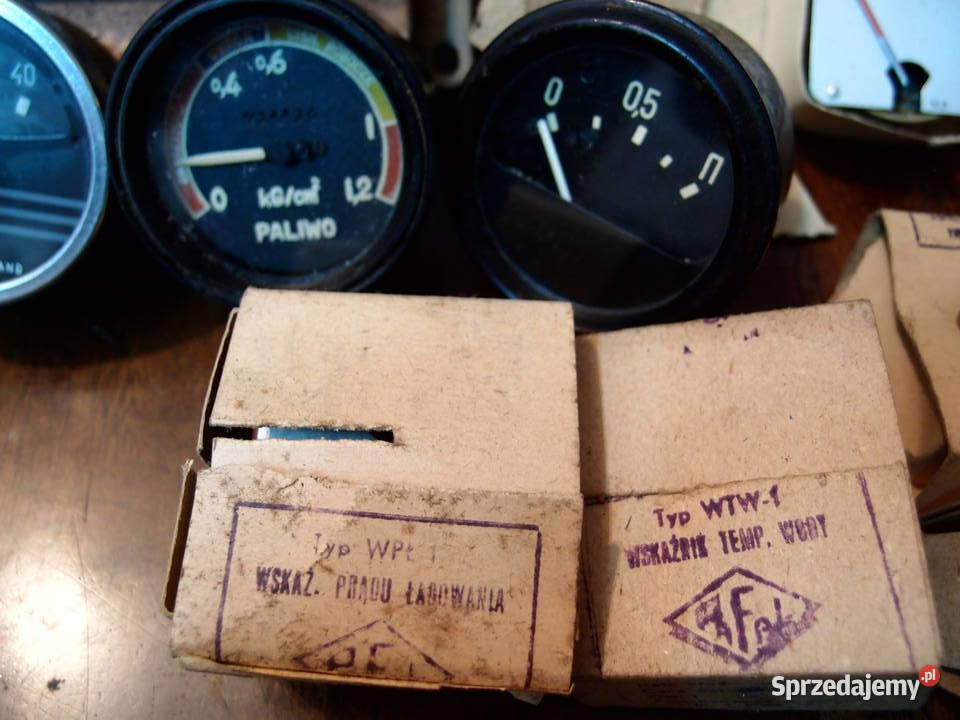 40
AND
0,4
0,6
1
0
kG/cm²
1,2
PALIWO
0
0,5
П
Typ WPŁ-1
WSKAŹ. PRĄDU ŁADOWANIA
Typ WTW-1
WSKAŹNIK TEMP. WODY
Sprzedajemy.pl